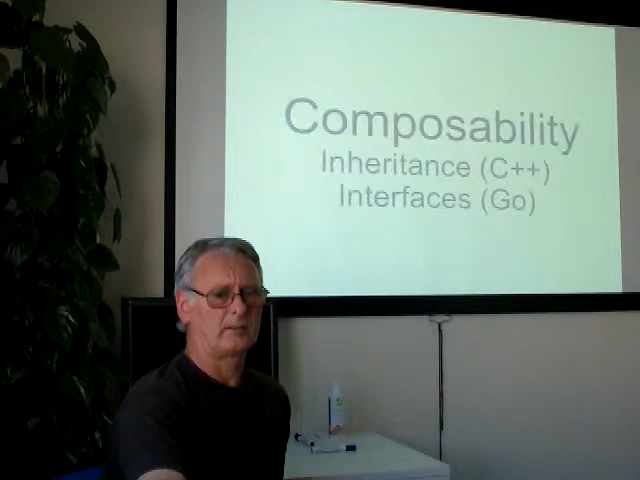 Composability
Inheritance (C++)
Interfaces (Go)